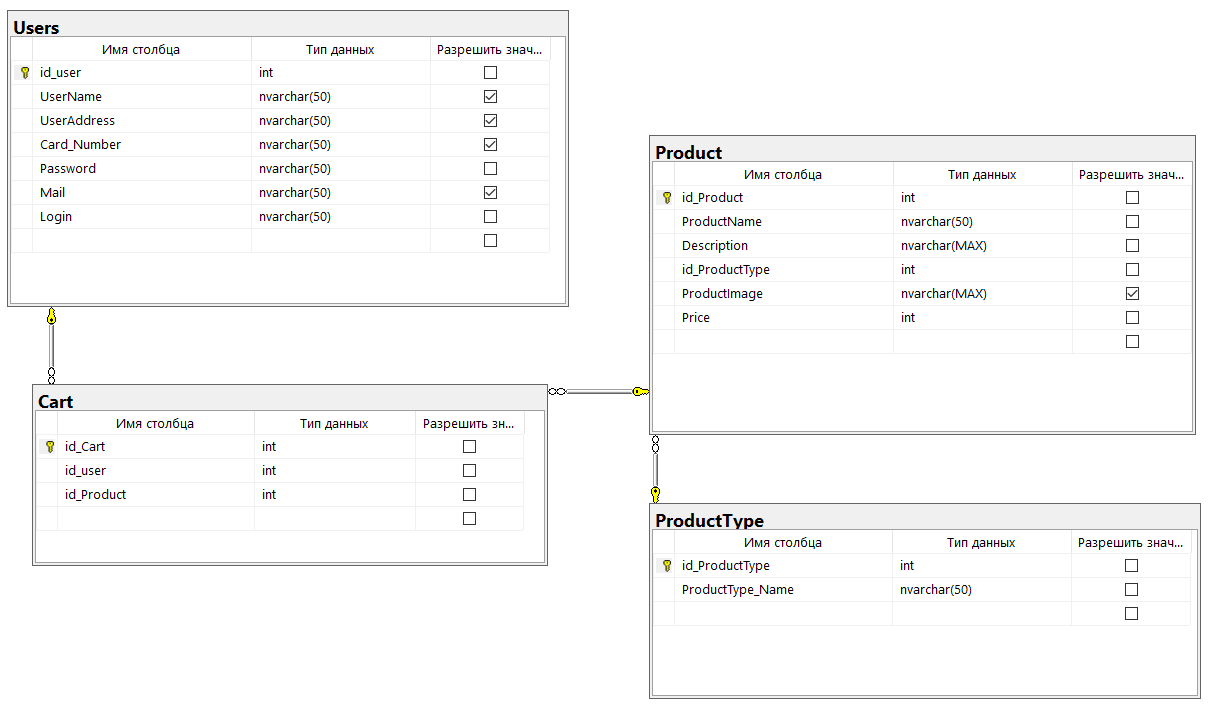 Users
Имя столбца Тип данных Разрешить знач...
id_user int
UserName nvarchar(50)
UserAddress nvarchar(50)
Card_Number nvarchar(50)
Password nvarchar(50)
Mail nvarchar(50)
Login nvarchar(50)
Product
Имя столбца Тип данных Разрешить знач...
id_Product int
ProductName nvarchar(50)
Description nvarchar(MAX)
id_ProductType int
ProductImage nvarchar(MAX)
Price int
Cart
Имя столбца Тип данных Разрешить зн...
id_Cart int
id_user int
id_Product int
ProductType
Имя столбца Тип данных Разрешить знач...
id_ProductType int
ProductType_Name nvarchar(50)